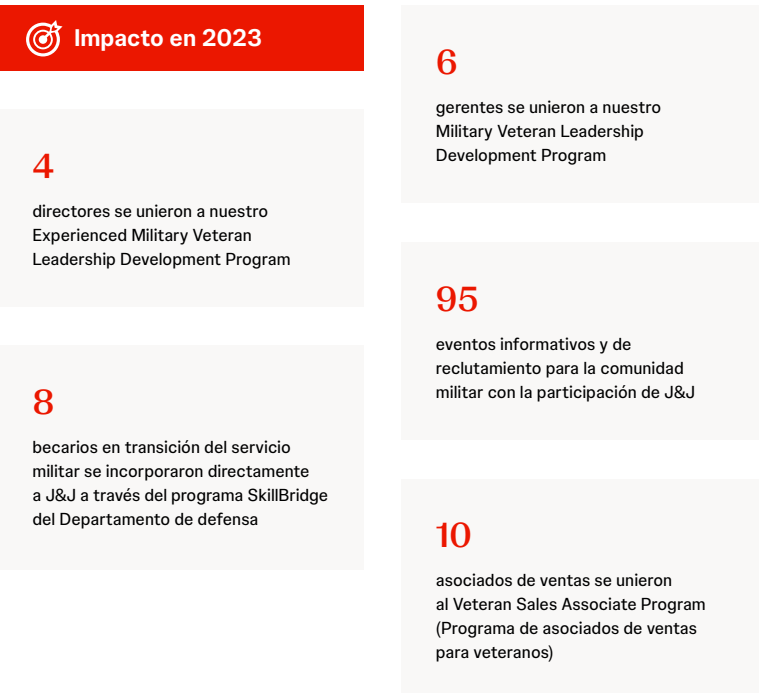 Impacto en 2023
4
directores se unieron a nuestro
Experienced Military Veteran
Leadership Development Program
8
becarios en transición del servicio
militar se incorporaron directamente
a J&J a través del programa SkillBridge
del Departamento de defensa
6
gerentes se unieron a nuestro
Military Veteran Leadership
Development Program
95
eventos informativos y de
reclutamiento para la comunidad
militar con la participación de J&J
10
asociados de ventas se unieron
al Veteran Sales Associate Program
(Programa de asociados de ventas
para veteranos)